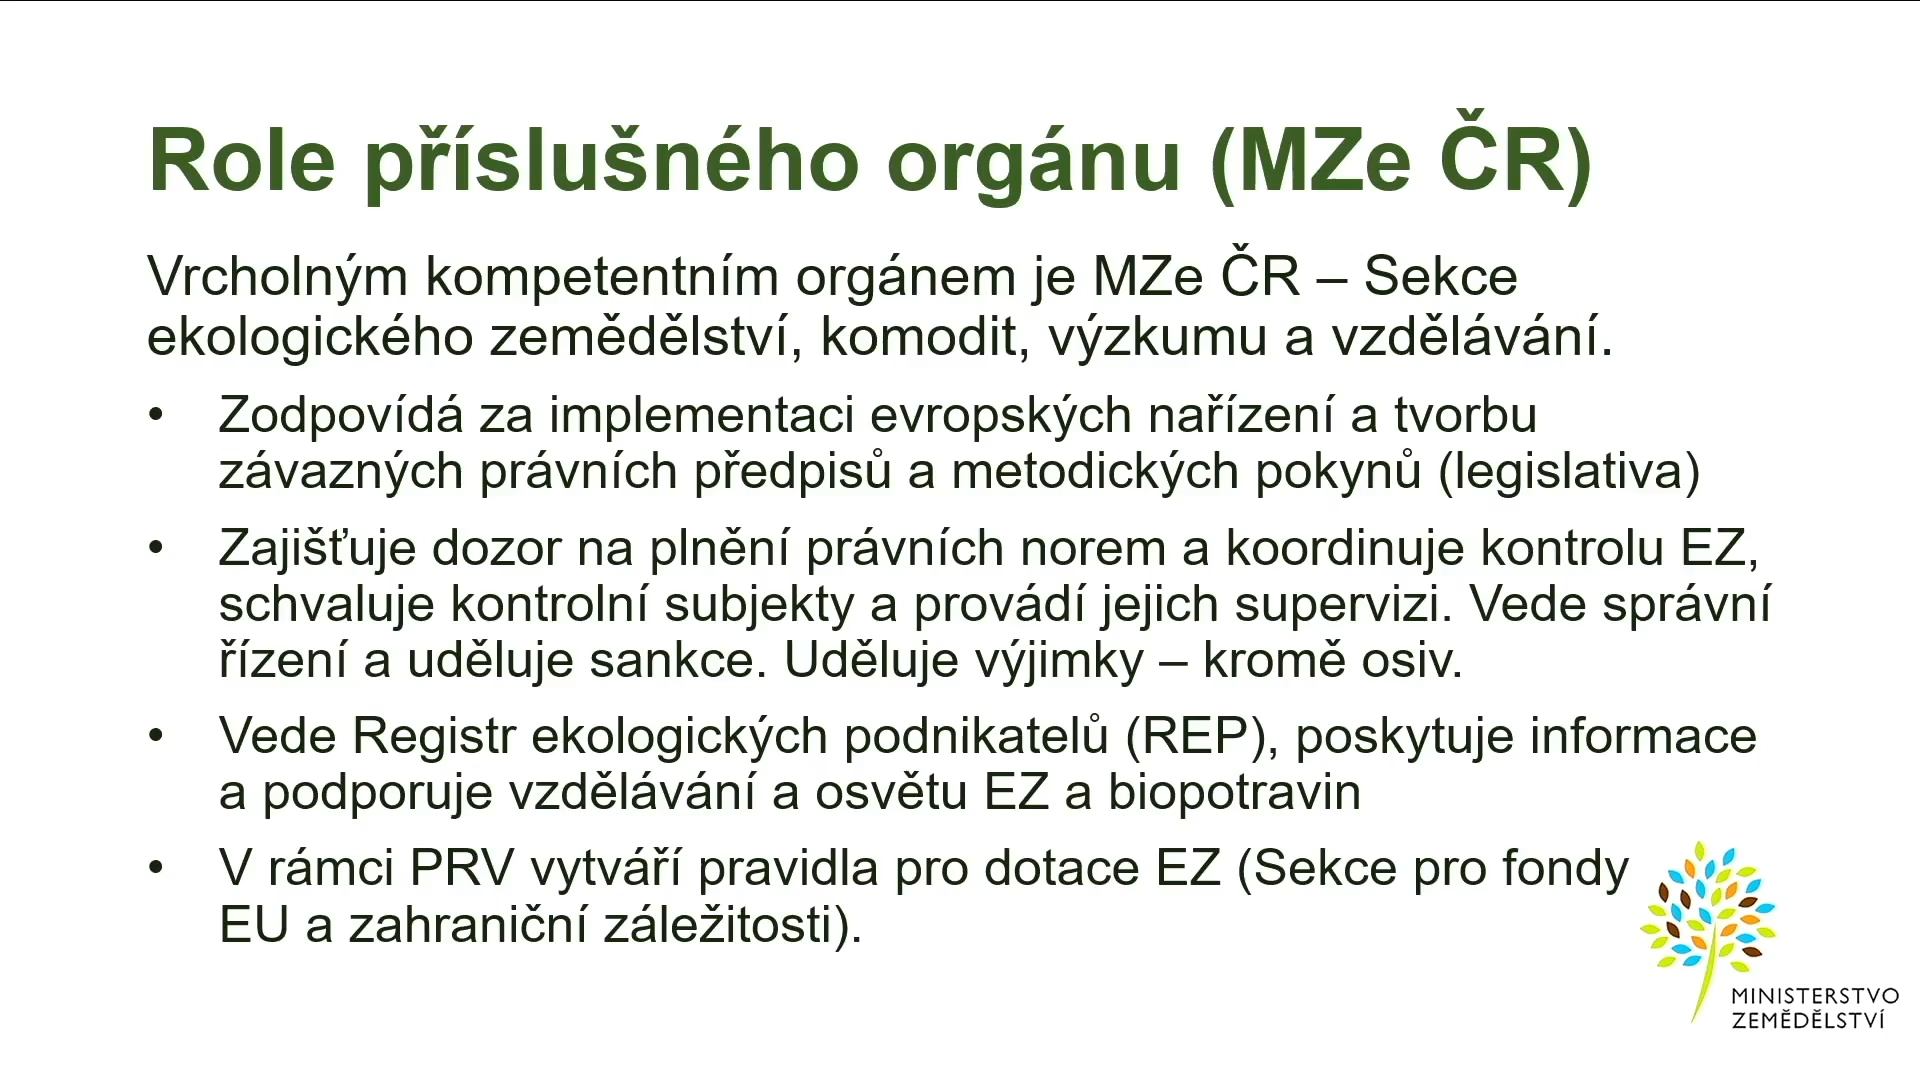 Role příslušného orgánu (MZe ČR)
Vrcholným kompetentním orgánem je MZe ČR – Sekce
ekologického zemědělství, komodit, výzkumu a vzdělávání.
• Zodpovídá za implementaci evropských nařízení a tvorbu
závazných právních předpisů a metodických pokynů (legislativa)
• Zajišťuje dozor na plnění právních norem a koordinuje kontrolu EZ,
schvaluje kontrolní subjekty a provádí jejich supervizi. Vede správní
řízení a uděluje sankce. Uděluje výjimky – kromě osiv.
• Vede Registr ekologických podnikatelů (REP), poskytuje informace
a podporuje vzdělávání a osvětu EZ a biopotravin
• V rámci PRV vytváří pravidla pro dotace EZ (Sekce pro fondy
EU a zahraniční záležitosti).
MINISTERSTVO
ZEMĚDĚLSTVÍ